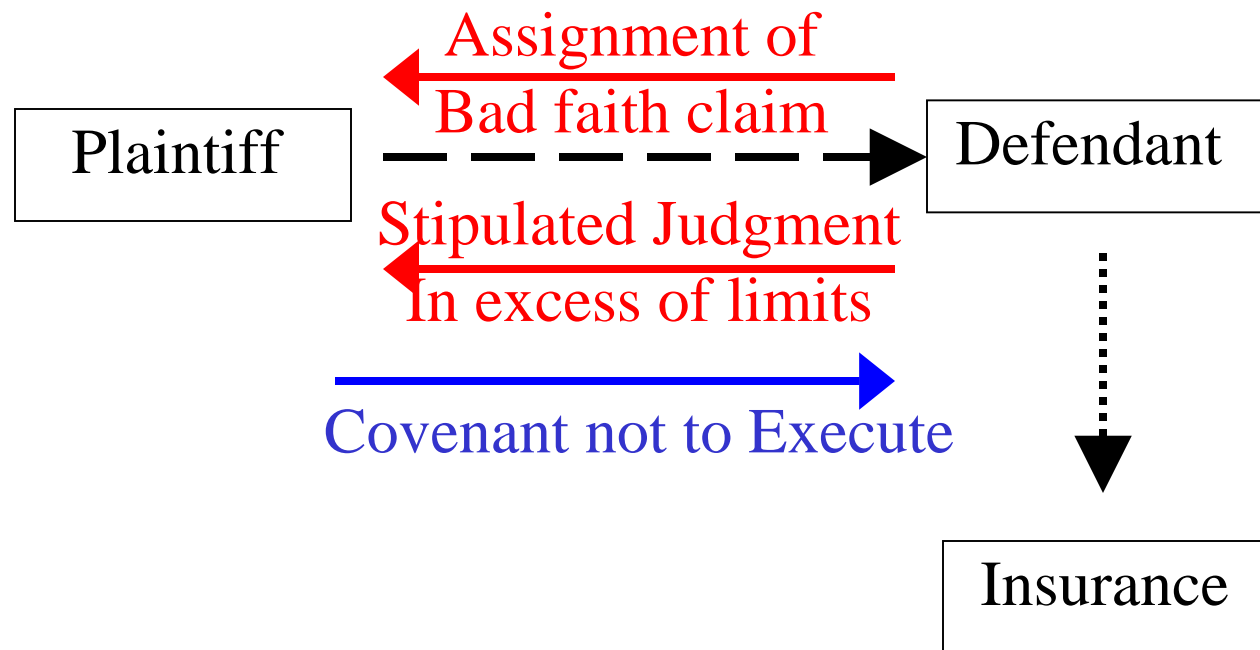 Assignment of
Bad faith claim
Plaintiff
Defendant
Stipulated Judgment
In excess of limits
Covenant not to Execute
Insurance